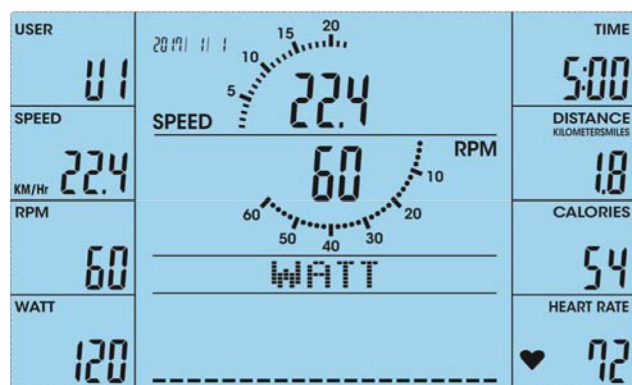 USER
U1
SPEED
KM/Hr 22.4
RPM
60
WATT
120
2017/ 1/ 1
5 10 15 20
SPEED 22.4
60 RPM
10
20
30
40
50
60
WATT
TIME
5:00
DISTANCE
KILOMETERSMILES
1.8
CALORIES
54
HEART RATE
72